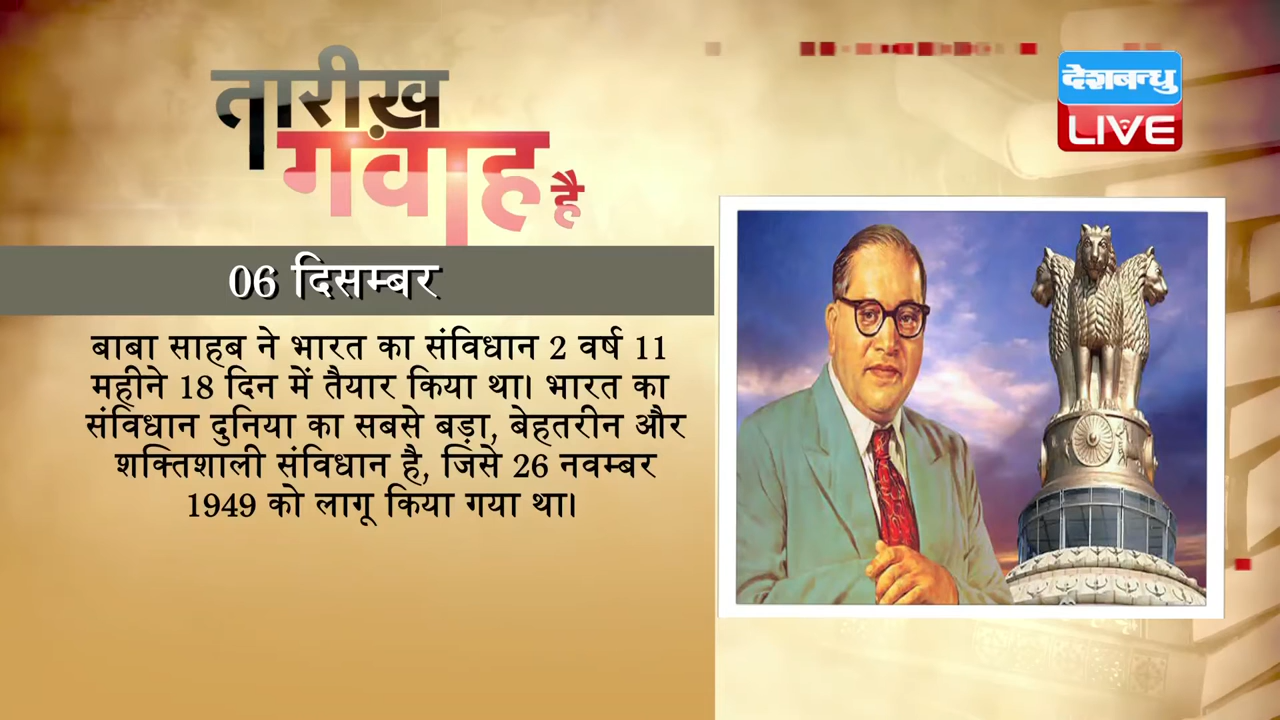 तारीख़
गवाह है
देशबन्धु
LIVE
06 दिसम्बर
बाबा साहब ने भारत का संविधान 2 वर्ष 11
महीने 18 दिन में तैयार किया था। भारत का
संविधान दुनिया का सबसे बड़ा, बेहतरीन और
शक्तिशाली संविधान है, जिसे 26 नवम्बर
1949 को लागू किया गया था।